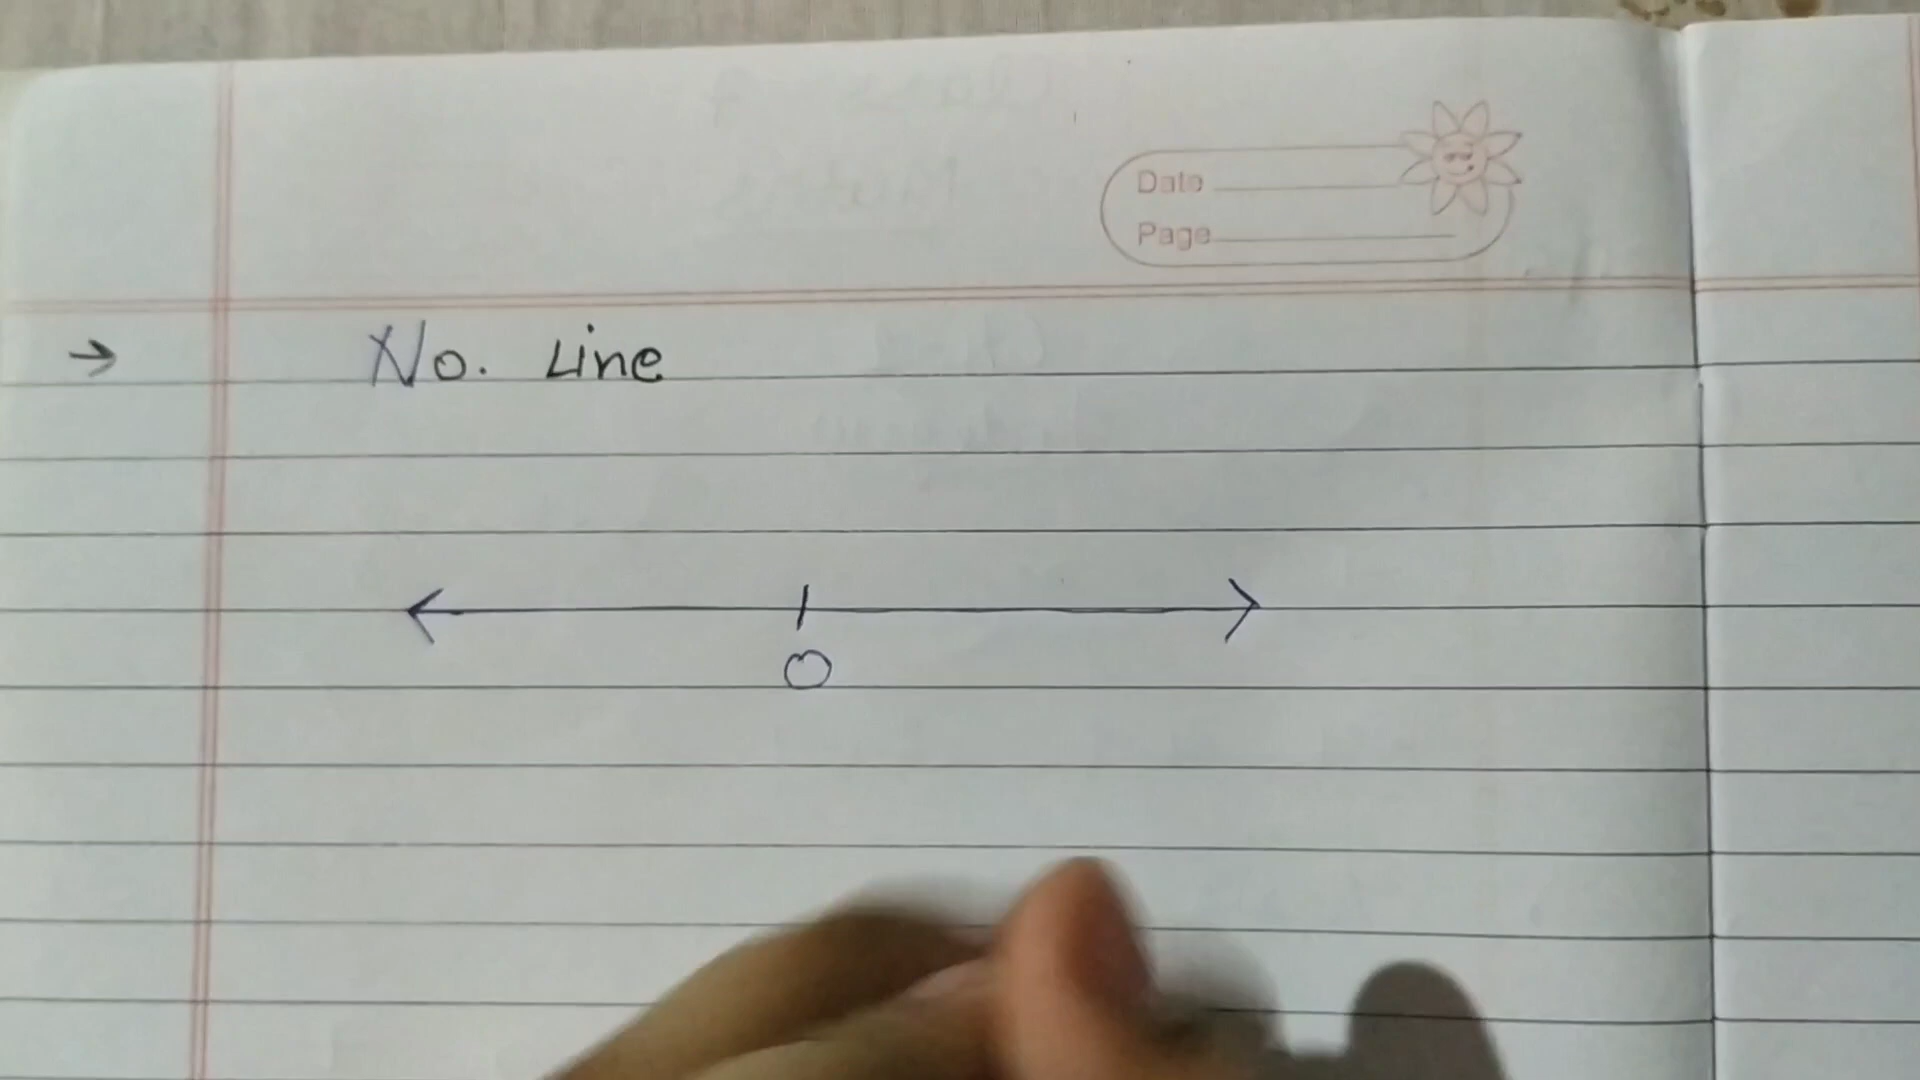 Date
Page
→ No. Line
0